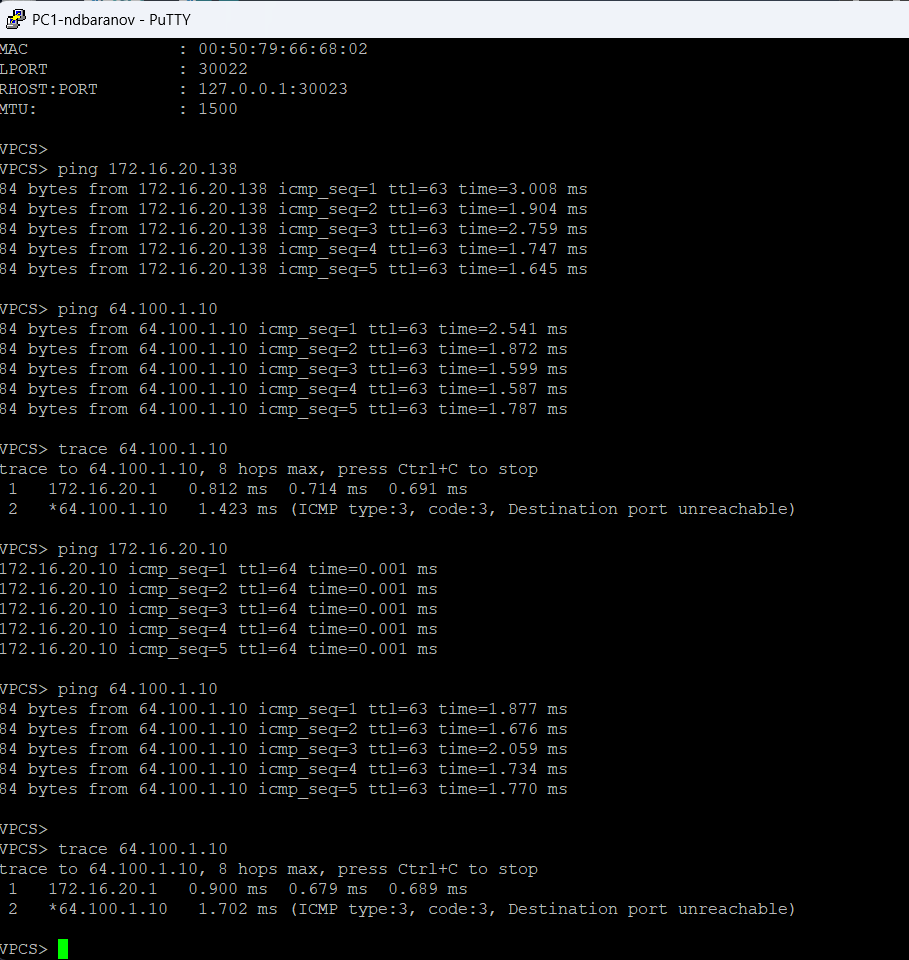 PC1-ndbaranov - PuTTY
MAC : 00:50:79:66:68:02
LPORT : 30022
RHOST:PORT : 127.0.0.1:30023
MTU: : 1500
VPCS>
VPCS> ping 172.16.20.138
84 bytes from 172.16.20.138 icmp_seq=1 ttl=63 time=3.008 ms
84 bytes from 172.16.20.138 icmp_seq=2 ttl=63 time=1.904 ms
84 bytes from 172.16.20.138 icmp_seq=3 ttl=63 time=2.759 ms
84 bytes from 172.16.20.138 icmp_seq=4 ttl=63 time=1.747 ms
84 bytes from 172.16.20.138 icmp_seq=5 ttl=63 time=1.645 ms
VPCS> ping 64.100.1.10
84 bytes from 64.100.1.10 icmp_seq=1 ttl=63 time=2.541 ms
84 bytes from 64.100.1.10 icmp_seq=2 ttl=63 time=1.872 ms
84 bytes from 64.100.1.10 icmp_seq=3 ttl=63 time=1.599 ms
84 bytes from 64.100.1.10 icmp_seq=4 ttl=63 time=1.587 ms
84 bytes from 64.100.1.10 icmp_seq=5 ttl=63 time=1.787 ms
VPCS> trace 64.100.1.10
trace to 64.100.1.10, 8 hops max, press Ctrl+C to stop
1 172.16.20.1 0.812 ms 0.714 ms 0.691 ms
2 *64.100.1.10 1.423 ms (ICMP type:3, code:3, Destination port unreachable)
VPCS> ping 172.16.20.10
172.16.20.10 icmp_seq=1 ttl=64 time=0.001 ms
172.16.20.10 icmp_seq=2 ttl=64 time=0.001 ms
172.16.20.10 icmp_seq=3 ttl=64 time=0.001 ms
172.16.20.10 icmp_seq=4 ttl=64 time=0.001 ms
172.16.20.10 icmp_seq=5 ttl=64 time=0.001 ms
VPCS> ping 64.100.1.10
84 bytes from 64.100.1.10 icmp_seq=1 ttl=63 time=1.877 ms
84 bytes from 64.100.1.10 icmp_seq=2 ttl=63 time=1.676 ms
84 bytes from 64.100.1.10 icmp_seq=3 ttl=63 time=2.059 ms
84 bytes from 64.100.1.10 icmp_seq=4 ttl=63 time=1.734 ms
84 bytes from 64.100.1.10 icmp_seq=5 ttl=63 time=1.770 ms
VPCS>
VPCS> trace 64.100.1.10
trace to 64.100.1.10, 8 hops max, press Ctrl+C to stop
1 172.16.20.1 0.900 ms 0.679 ms 0.689 ms
2 *64.100.1.10 1.702 ms (ICMP type:3, code:3, Destination port unreachable)
VPCS>